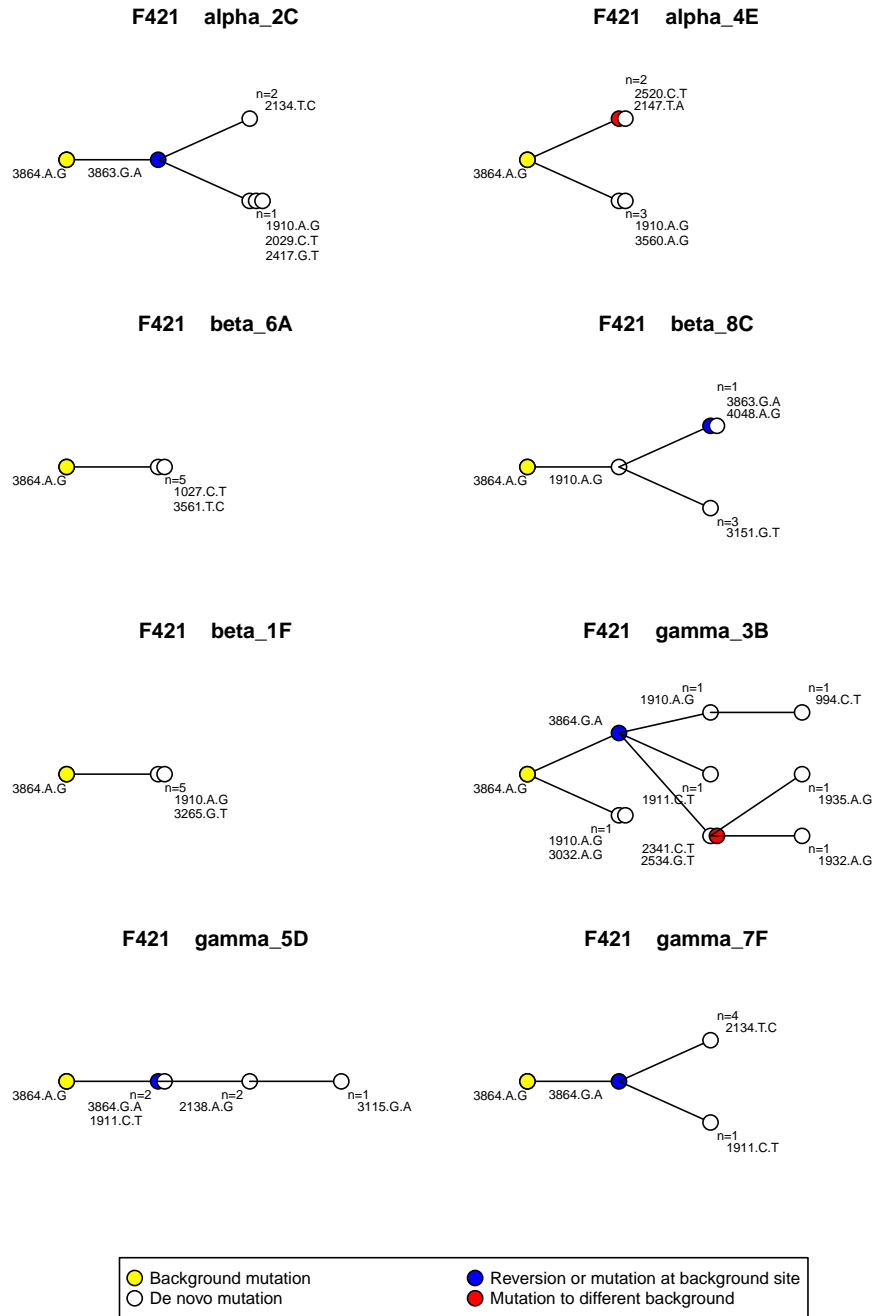 F421 alpha_2C
3864.A.G
3863.G.A
n=2
2134.T.C
n=1
1910.A.G
2029.C.T
2417.G.T
F421 alpha_4E
3864.A.G
n=2
2520.C.T
2147.T.A
n=3
1910.A.G
3560.A.G
F421 beta_6A
3864.A.G
n=5
1027.C.T
3561.T.C
F421 beta_8C
3864.A.G
1910.A.G
n=1
3863.G.A
4048.A.G
n=3
3151.G.T
F421 beta_1F
3864.A.G
n=5
1910.A.G
3265.G.T
F421 gamma_3B
3864.A.G
3864.G.A
n=1
1910.A.G
n=1
994.C.T
n=1
1911.C.T
n=1
1935.A.G
n=1
1910.A.G
3032.A.G
2341.C.T
2534.G.T
n=1
1932.A.G
F421 gamma_5D
3864.A.G
n=2
3864.G.A
1911.C.T
n=2
2138.A.G
n=1
3115.G.A
F421 gamma_7F
3864.A.G
3864.G.A
n=4
2134.T.C
n=1
1911.C.T
Background mutation
De novo mutation
Reversion or mutation at background site
Mutation to different background